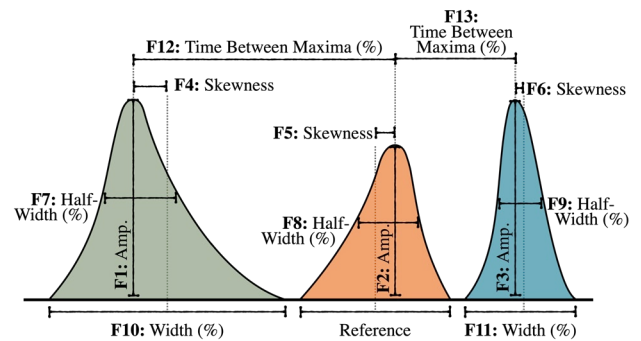 F13:
Time Between
Maxima (%)
F12: Time Between Maxima (%)
F4: Skewness
F6: Skewness
F5: Skewness
F7: Half-
Width (%)
F8: Half-
Width (%)
F9: Half-
Width (%)
F1: Amp.
F2: Amp.
F3: Amp.
F10: Width (%)
Reference
F11: Width (%)